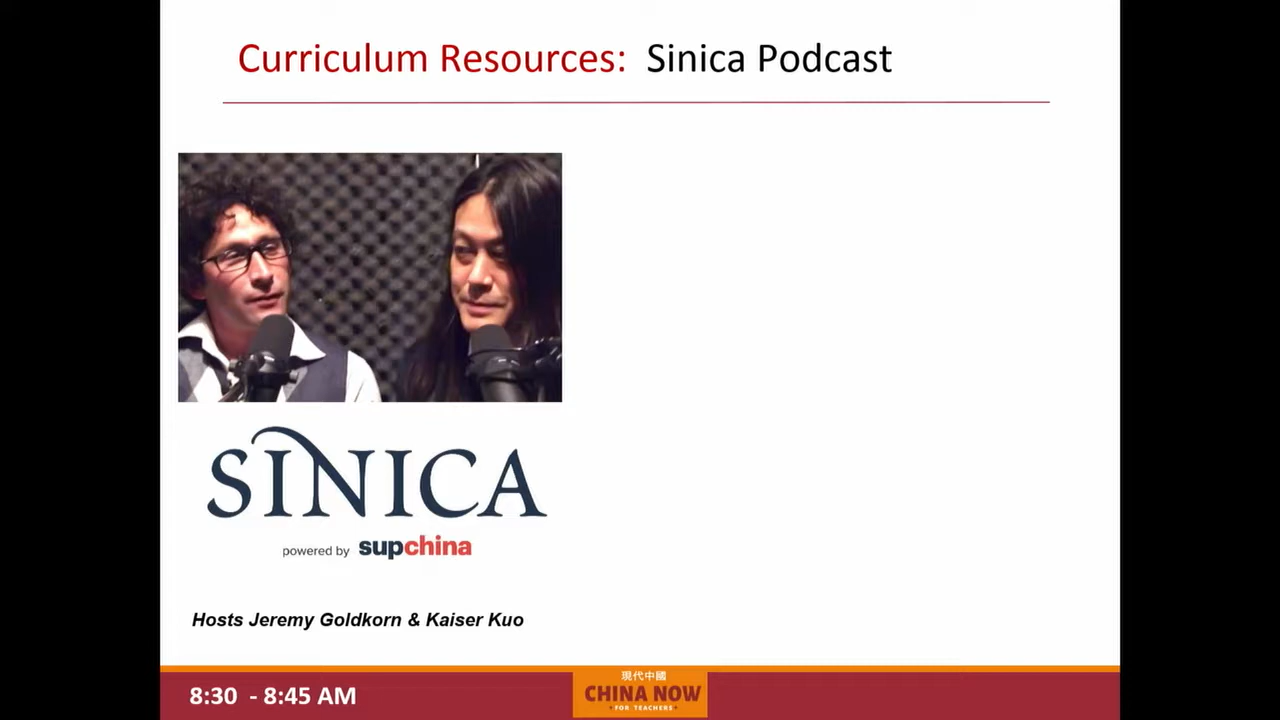 Curriculum Resources: Sinica Podcast
SINICA
powered by supchina
Hosts Jeremy Goldkorn & Kaiser Kuo
8:30 - 8:45 AM
現代中國
CHINA NOW
FOR TEACHERS